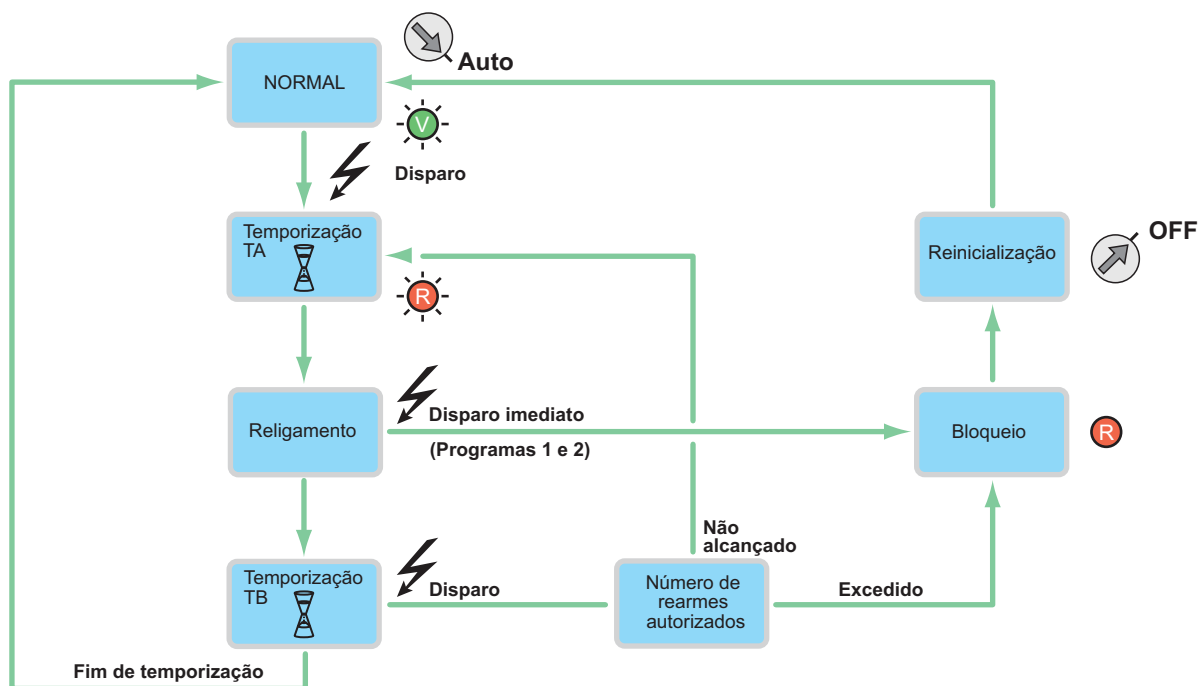 Auto
NORMAL
V
Disparo
Temporização
TA
R
OFF
Reinicialização
Religamento
Disparo imediato
(Programas 1 e 2)
Bloqueio
R
Não
alcançado
Temporização
TB
Disparo
Número de
rearmes
autorizados
Excedido
Fim de temporização